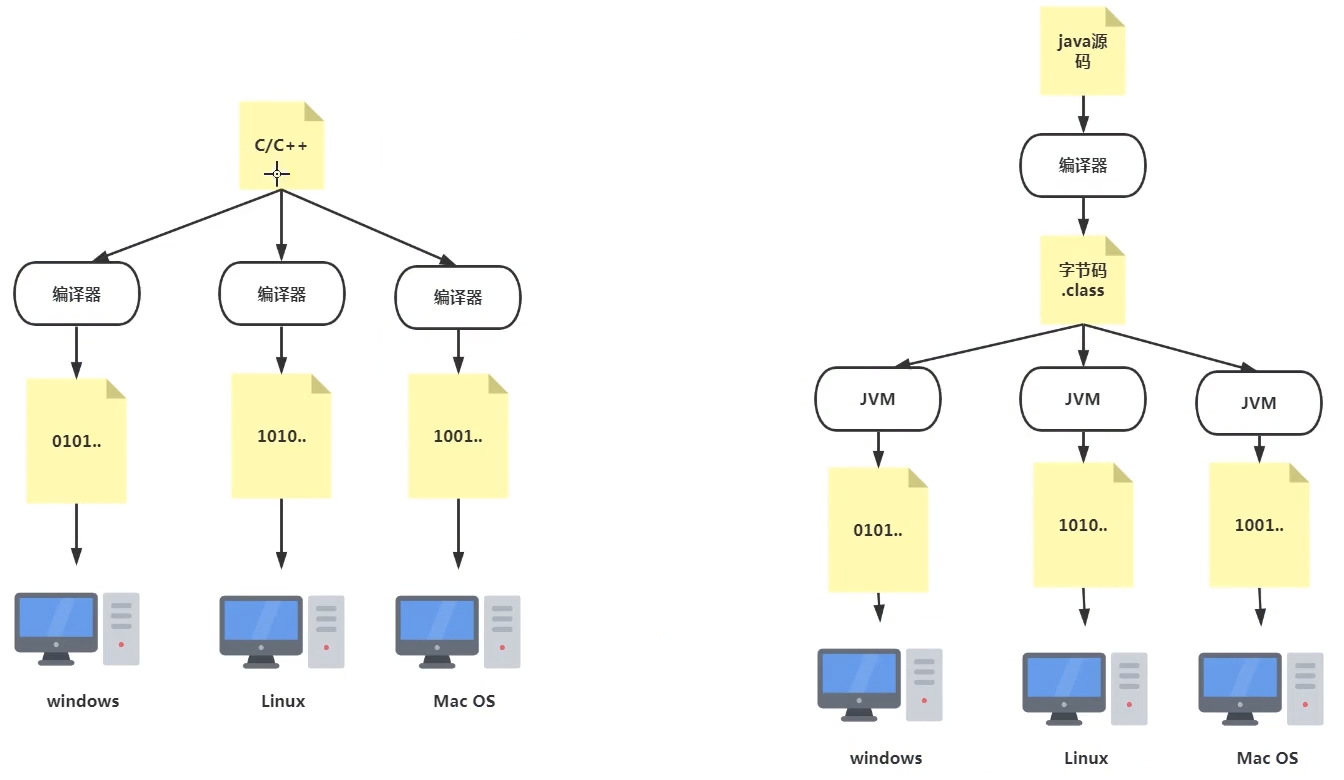 C/C++
编译器
编译器
编译器
0101..
1010..
1001..
windows
Linux
Mac OS
java源
码
编译器
字节码
.class
JVM
JVM
JVM
0101..
1010..
1001..
windows
Linux
Mac OS